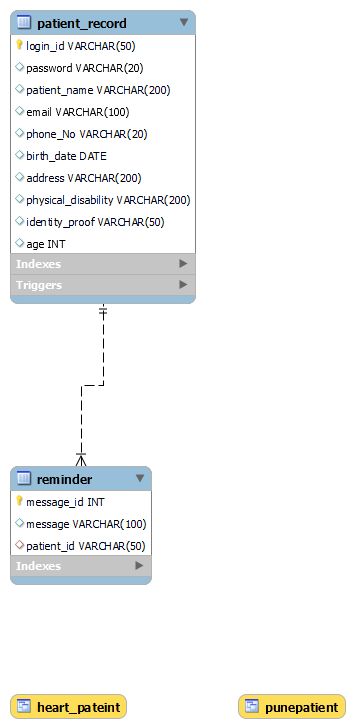 patient_record
login_id VARCHAR(50)
password VARCHAR(20)
patient_name VARCHAR(200)
email VARCHAR(100)
phone_No VARCHAR(20)
birth_date DATE
address VARCHAR(200)
physical_disability VARCHAR(200)
identity_proof VARCHAR(50)
age INT
Indexes
Triggers
reminder
message_id INT
message VARCHAR(100)
patient_id VARCHAR(50)
Indexes
heart_pateint
punepatient